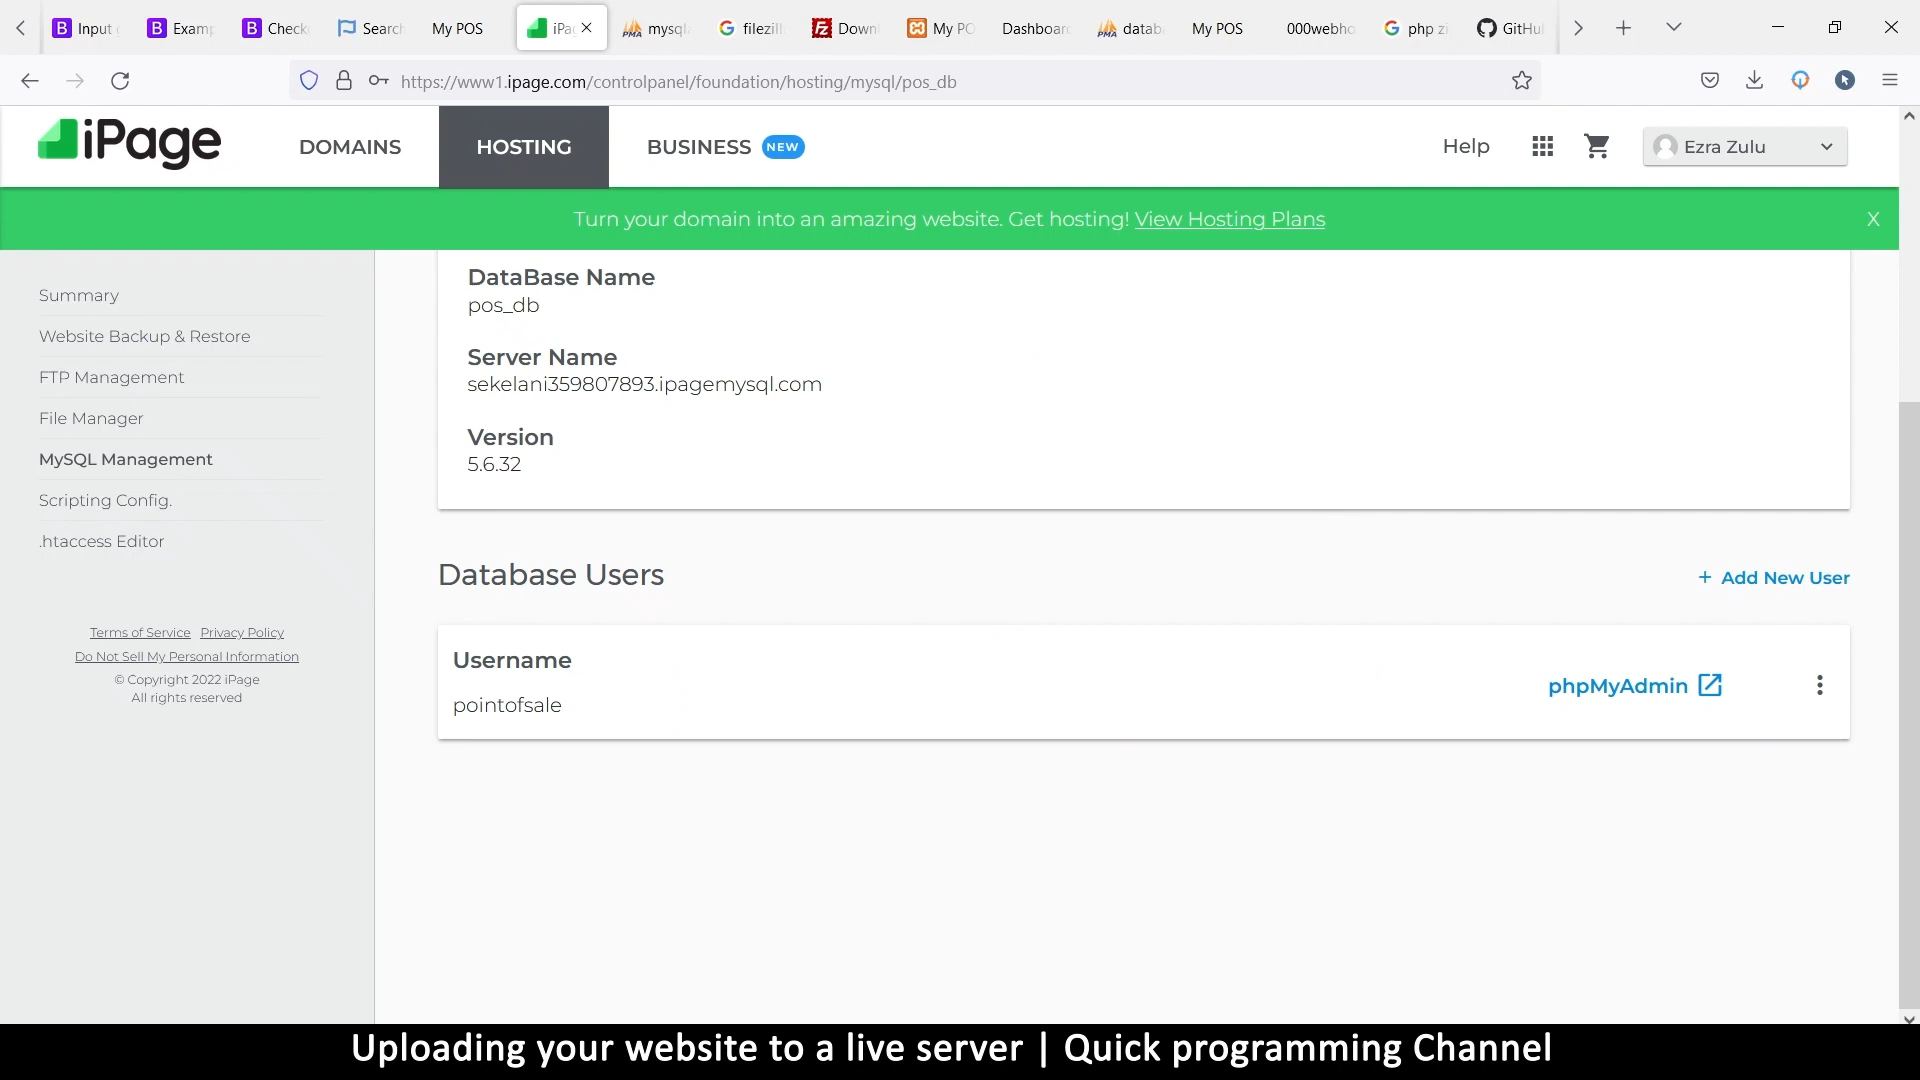 Input
Examp
Check
Search
My POS
iPa
mysql
filezill
Downl
My PO
Dashboar
datab
My POS
000webho
php zi
GitHu
https://www1.ipage.com/controlpanel/foundation/hosting/mysql/pos_db
iPage
DOMAINS
HOSTING
BUSINESS NEW
Help
Ezra Zulu
Turn your domain into an amazing website. Get hosting! View Hosting Plans
X
Summary
Website Backup & Restore
FTP Management
File Manager
MySQL Management
Scripting Config.
.htaccess Editor
Terms of Service Privacy Policy
Do Not Sell My Personal Information
© Copyright 2022 iPage
All rights reserved
DataBase Name
pos_db
Server Name
sekelani359807893.ipagemysql.com
Version
5.6.32
Database Users
+ Add New User
Username
pointofsale
phpMyAdmin
Uploading your website to a live server | Quick programming Channel